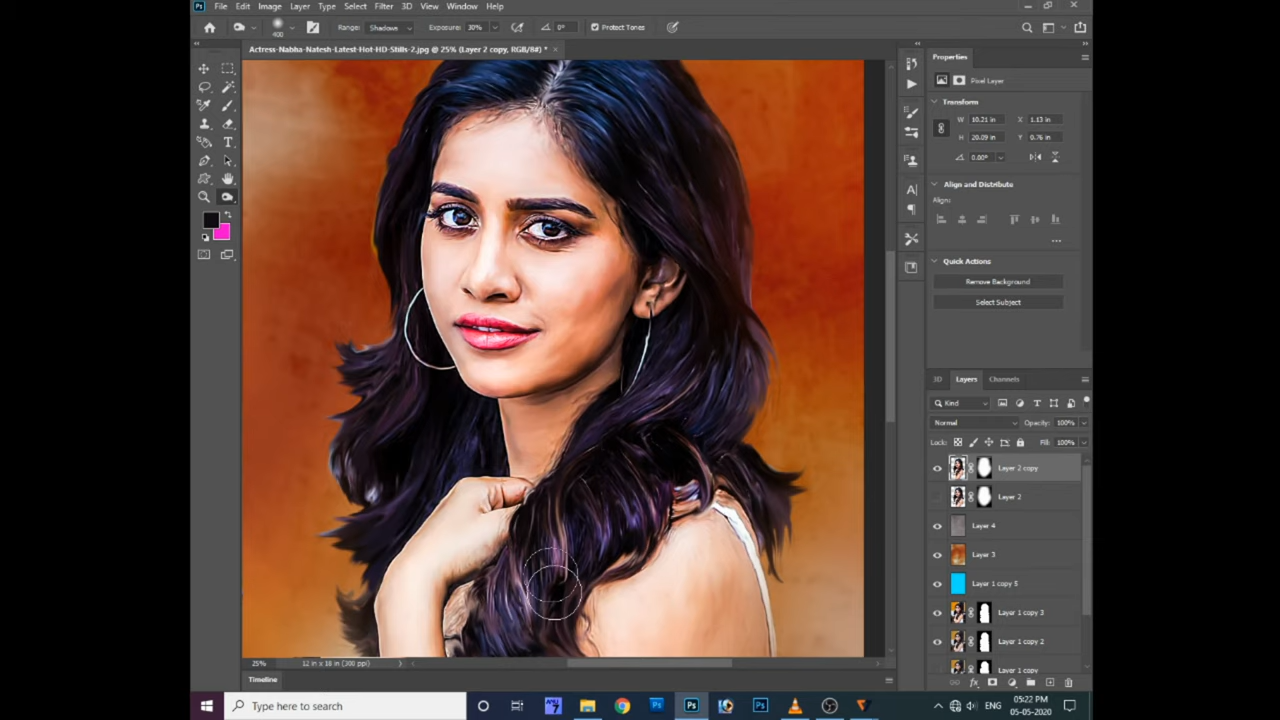 Ps File Edit Image Layer Type Select Filter 3D View Window Help
400 Range: Shadows Exposure: 30% 0° Protect Tones
Actress-Nabha-Natesh-Latest-Hot-HD-Stills-2.jpg @ 25% (Layer 2 copy, RGB/8#) *
Properties
Pixel Layer
Transform
W 10.21 in X 1.13 in
H 20.09 in Y 0.76 in
0.00°
Align and Distribute
Align:
Quick Actions
Remove Background
Select Subject
3D Layers Channels
Kind
Normal Opacity: 100%
Lock: Fill: 100%
Layer 2 copy
Layer 2
Layer 4
Layer 3
Layer 1 copy 5
Layer 1 copy 3
Layer 1 copy 2
Layer 1 copy
25% 12 in x 18 in (300 ppi)
Timeline
Type here to search
ENG
05:22 PM
05-05-2020